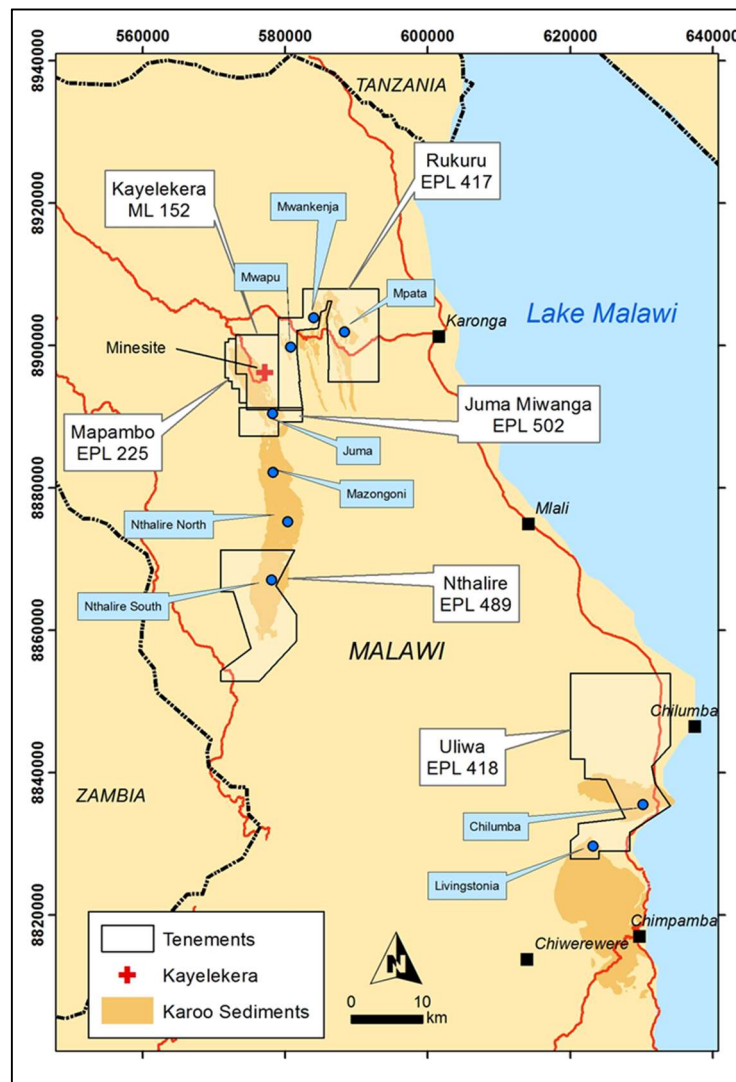 560000
580000
600000
620000
640000
8940000
8920000
8900000
8880000
8860000
8840000
8820000
TANZANIA
Rukuru
EPL 417
Kayelekera
ML 152
Mwankenja
Mwapu
Mpata
Lake Malawi
Karonga
Minesite
Juma Miwanga
EPL 502
Mapambo
EPL 225
Juma
Mazongoni
Mlali
Nthalire North
Nthalire
EPL 489
Nthalire South
MALAWI
Chilumba
Uliwa
EPL 418
ZAMBIA
Chilumba
Livingstonia
Chimpamba
Chiwerewere
Tenements
Kayelekera
Karoo Sediments
N
0 10
km